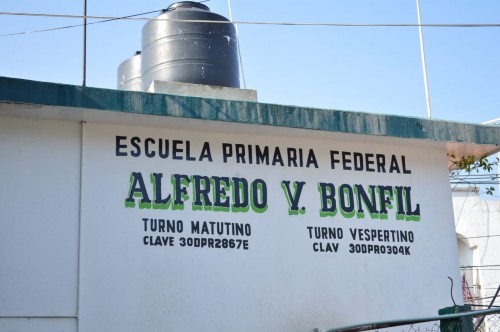 ESCUELA PRIMARIA FEDERAL
ALFREDO V. BONFIL
TURNO MATUTINO
CLAVE 30DPR2867E
TURNO VESPERTINO
CLAV 30DPR0304K